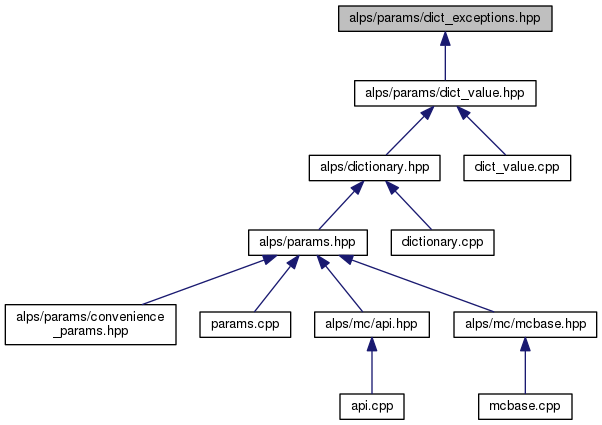 alps/params/dict_exceptions.hpp
alps/params/dict_value.hpp
alps/dictionary.hpp
dict_value.cpp
alps/params.hpp
dictionary.cpp
alps/params/convenience
_params.hpp
params.cpp
alps/mc/api.hpp
alps/mc/mcbase.hpp
api.cpp
mcbase.cpp